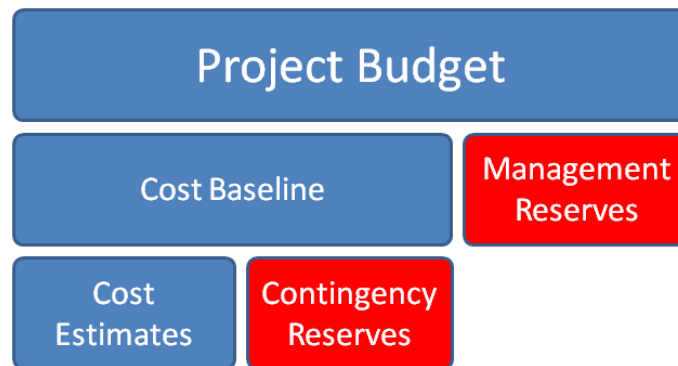 Project Budget
Cost Baseline
Management
Reserves
Cost
Estimates
Contingency
Reserves